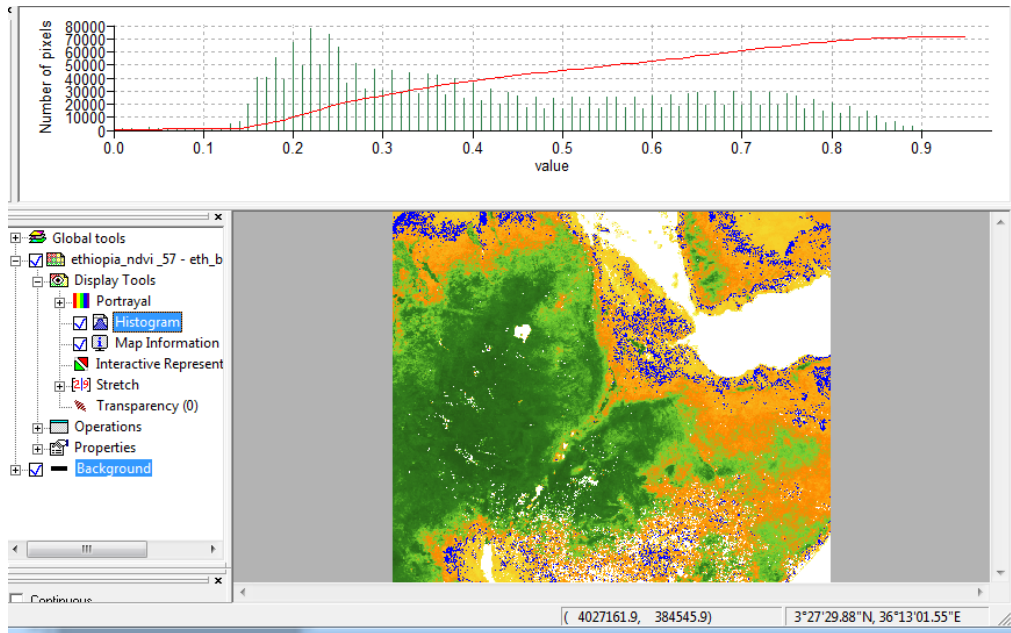 80000
70000
60000
50000
40000
30000
20000
10000
0
Number of pixels
0.0 0.1 0.2 0.3 0.4 0.5 0.6 0.7 0.8 0.9
value
Global tools
ethiopia_ndvi _57 - eth_b
Display Tools
Portrayal
Histogram
Map Information
Interactive Represent
2|9 Stretch
Transparency (0)
Operations
Properties
Background
Continuous
( 4027161.9, 384545.9) 3°27'29.88"N, 36°13'01.55"E